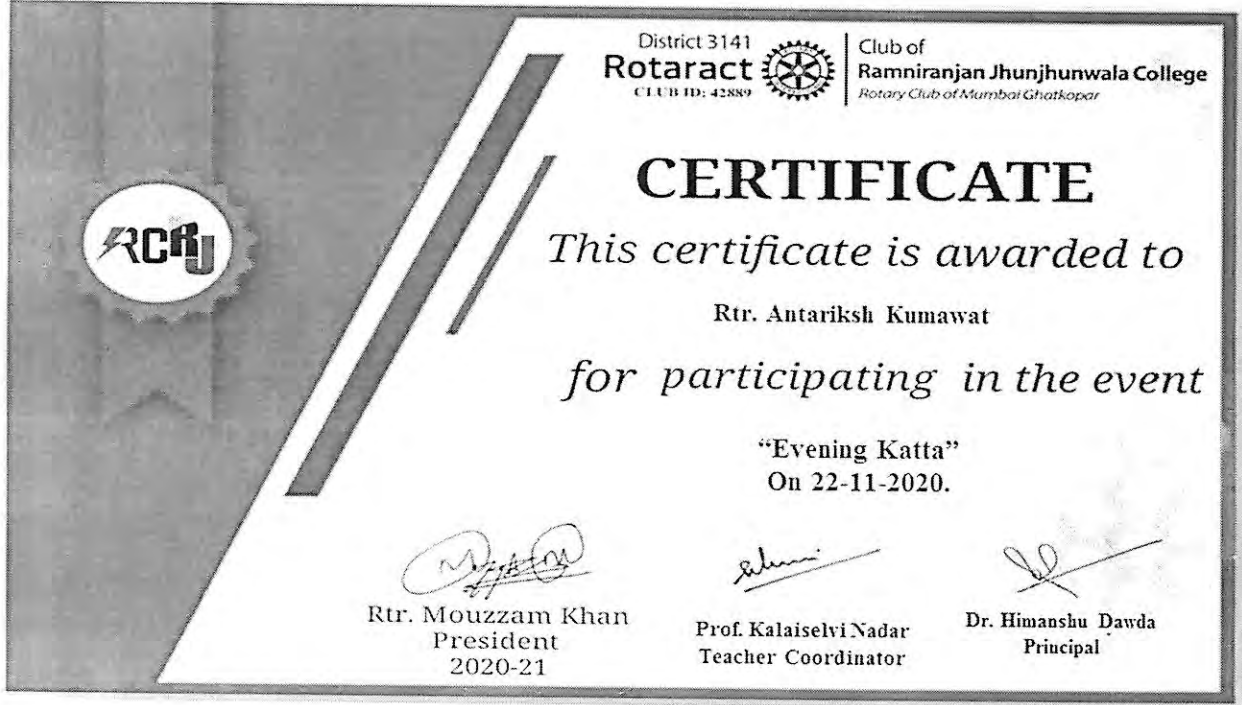 District 3141
Rotaract
CLUB ID: 42889
Club of
Ramniranjan Jhunjhunwala College
Rotary Club of Mumbai Ghatkopar
RCRJ
CERTIFICATE
This certificate is awarded to
Rtr. Antariksh Kumawat
for participating in the event
“Evening Katta”
On 22-11-2020.
Rtr. Mouzzam Khan
President
2020-21
Prof. Kalaiselvi Nadar
Teacher Coordinator
Dr. Himanshu Dawda
Principal